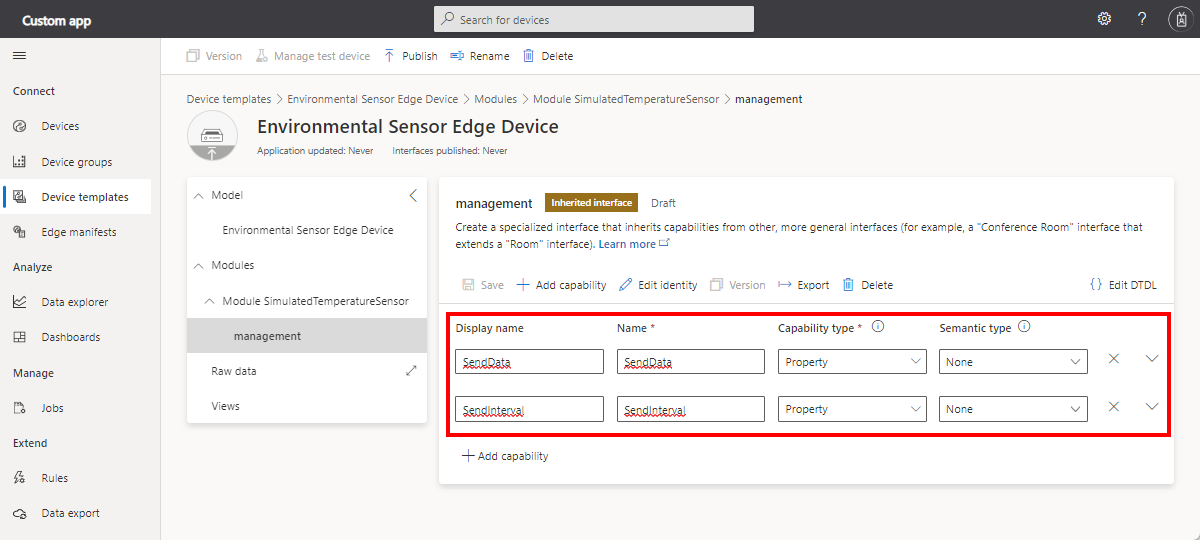 Custom app
Search for devices
?
Connect
Devices
Device groups
Device templates
Edge manifests
Analyze
Data explorer
Dashboards
Manage
Jobs
Extend
Rules
Data export
Version
Manage test device
Publish
Rename
Delete
Device templates > Environmental Sensor Edge Device > Modules > Module SimulatedTemperatureSensor > management
Environmental Sensor Edge Device
Application updated: Never
Interfaces published: Never
Model
Environmental Sensor Edge Device
Modules
Module SimulatedTemperatureSensor
management
Raw data
Views
management
Inherited interface
Draft
Create a specialized interface that inherits capabilities from other, more general interfaces (for example, a "Conference Room" interface that
extends a "Room" interface). Learn more
Save
Add capability
Edit identity
Version
Export
Delete
{} Edit DTDL
Display name
Name *
Capability type *
Semantic type
SendData
SendData
Property
None
SendInterval
SendInterval
Property
None
Add capability